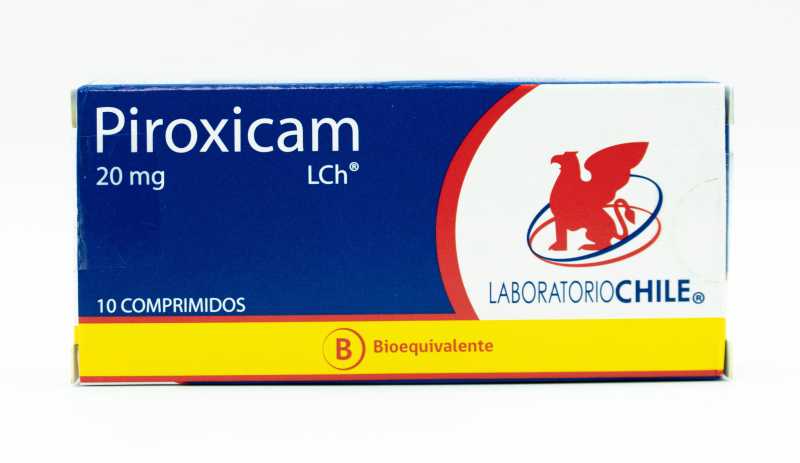 Piroxicam
20 mg LCh®
10 COMPRIMIDOS
LABORATORIOCHILE®
B Bioequivalente